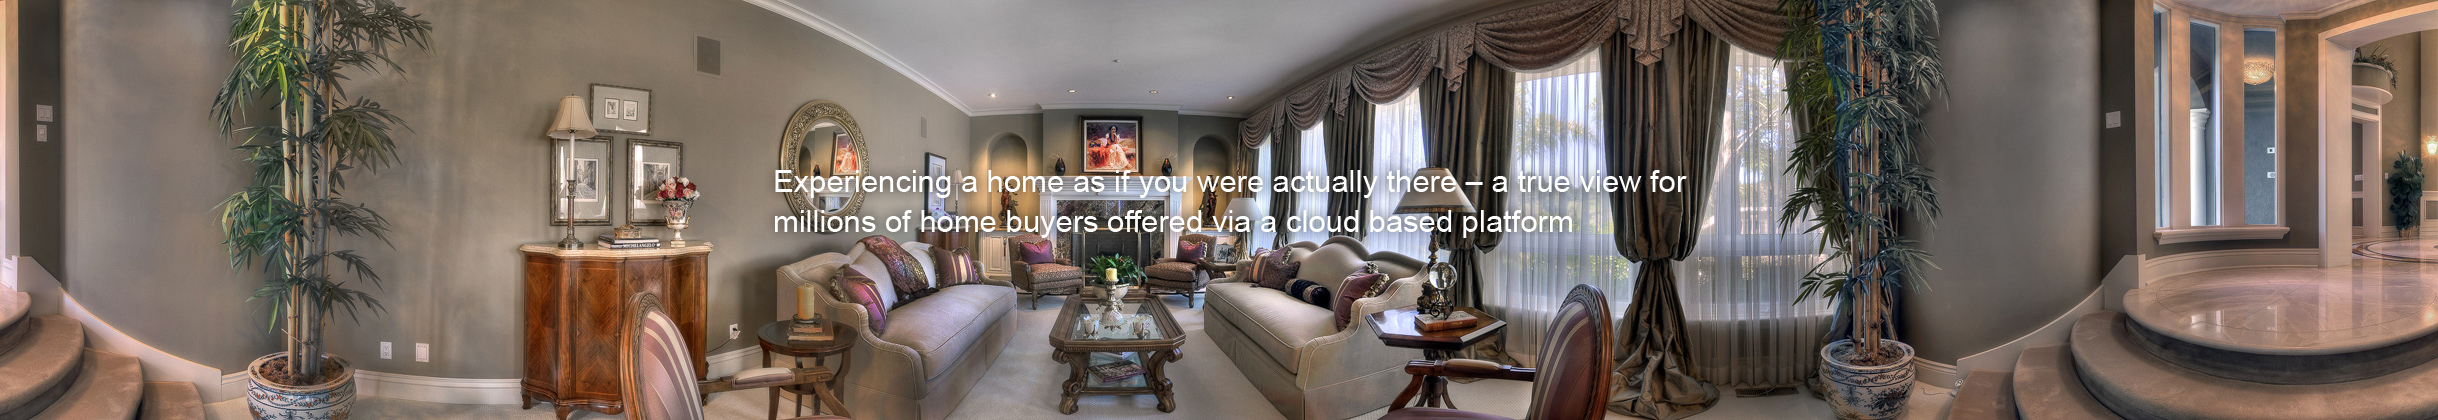 Experiencing a home as if you were actually there – a true view for
millions of home buyers offered via a cloud based platform
MICHELANGELO